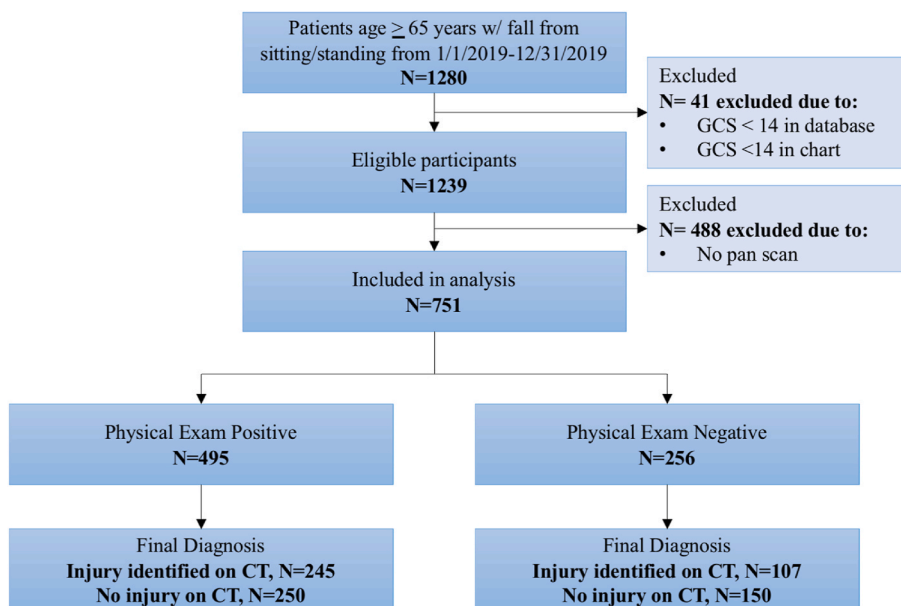 Patients age ≥ 65 years w/ fall from
sitting/standing from 1/1/2019-12/31/2019
N=1280
Excluded
N= 41 excluded due to:
• GCS < 14 in database
• GCS <14 in chart
Eligible participants
N=1239
Excluded
N= 488 excluded due to:
• No pan scan
Included in analysis
N=751
Physical Exam Positive
N=495
Physical Exam Negative
N=256
Final Diagnosis
Injury identified on CT, N=245
No injury on CT, N=250
Final Diagnosis
Injury identified on CT, N=107
No injury on CT, N=150